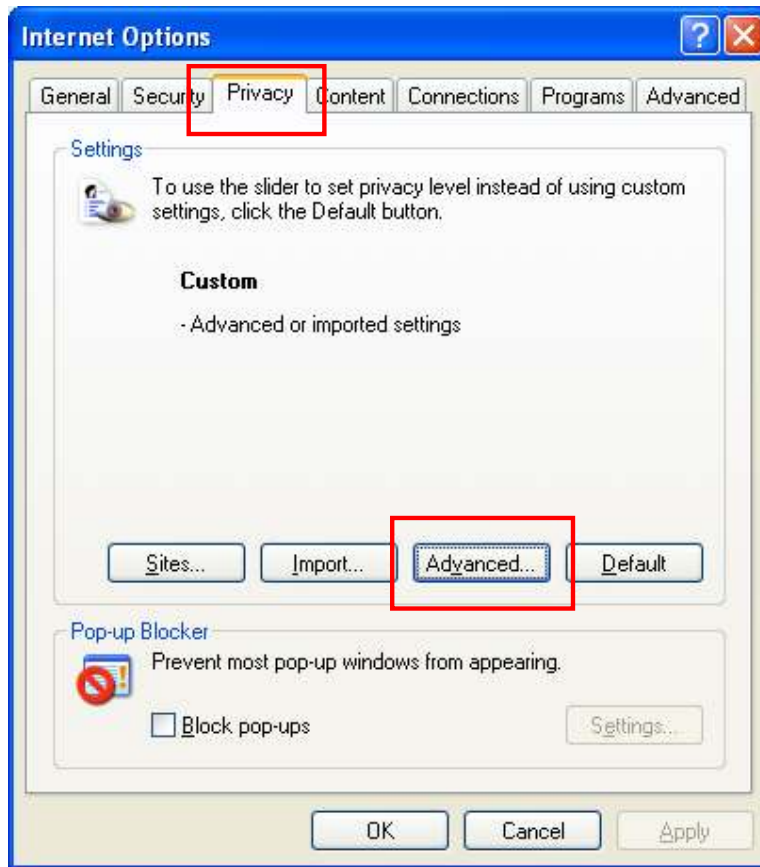 Internet Options
General Security Privacy Content Connections Programs Advanced
Settings
To use the slider to set privacy level instead of using custom
settings, click the Default button.
Custom
- Advanced or imported settings
Sites... Import... Advanced... Default
Pop-up Blocker
Prevent most pop-up windows from appearing.
Block pop-ups Settings...
OK Cancel Apply